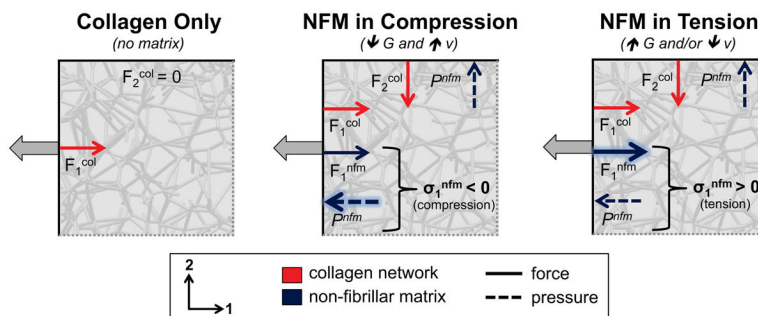 Collagen Only
(no matrix)
F₂ᶜᵒˡ = 0
F₁ᶜᵒˡ
NFM in Compression
(↓ G and ↑ v)
F₂ᶜᵒˡ
Pⁿᶠᵐ
F₁ᶜᵒˡ
F₁ⁿᶠᵐ
σ₁ⁿᶠᵐ < 0
(compression)
Pⁿᶠᵐ
NFM in Tension
(↑ G and/or ↓ v)
F₂ᶜᵒˡ
Pⁿᶠᵐ
F₁ᶜᵒˡ
F₁ⁿᶠᵐ
σ₁ⁿᶠᵐ > 0
(tension)
Pⁿᶠᵐ
2
1
collagen network
non-fibrillar matrix
force
pressure